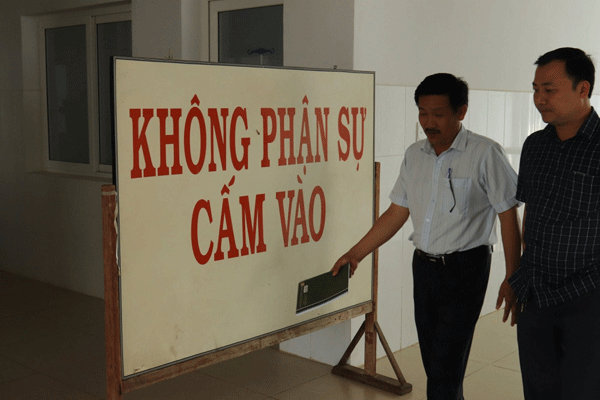 KHÔNG PHẬN SỰ
CẤM VÀO